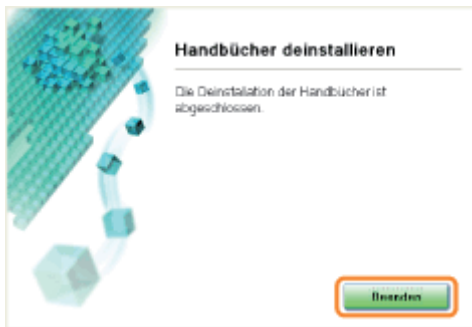 Handbücher deinstallieren
Die Deinstallation der Handbücher ist
abgeschlossen.
Beenden